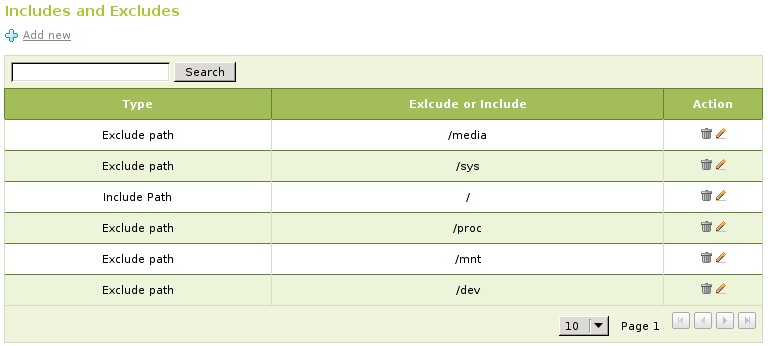 Includes and Excludes
Add new
Search
Type Exlcude or Include Action
Exclude path /media
Exclude path /sys
Include Path /
Exclude path /proc
Exclude path /mnt
Exclude path /dev
10 Page 1